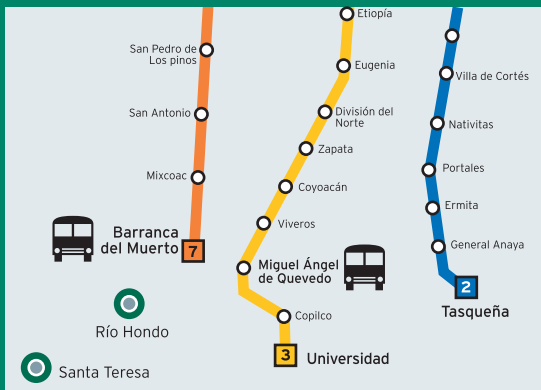 Etiopía
San Pedro de
Los pinos
Eugenia
Villa de Cortés
San Antonio
División del
Norte
Nativitas
Zapata
Mixcoac
Portales
Coyoacán
Ermita
Viveros
Barranca
del Muerto
7
General Anaya
Miguel Ángel
de Quevedo
2
Tasqueña
Río Hondo
Copilco
3
Universidad
Santa Teresa